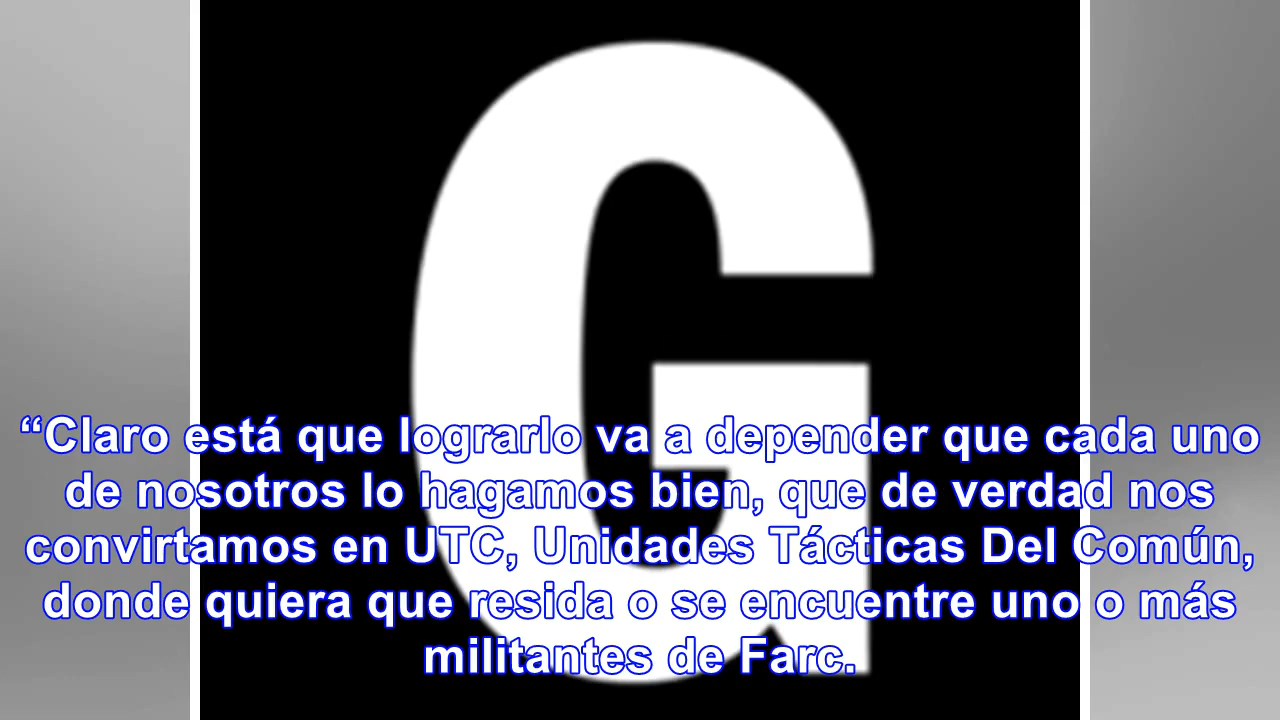 G
“Claro está que lograrlo va a depender que cada uno
de nosotros lo hagamos bien, que de verdad nos
convirtamos en UTC, Unidades Tácticas Del Común,
donde quiera que resida o se encuentre uno o más
militantes de Farc.